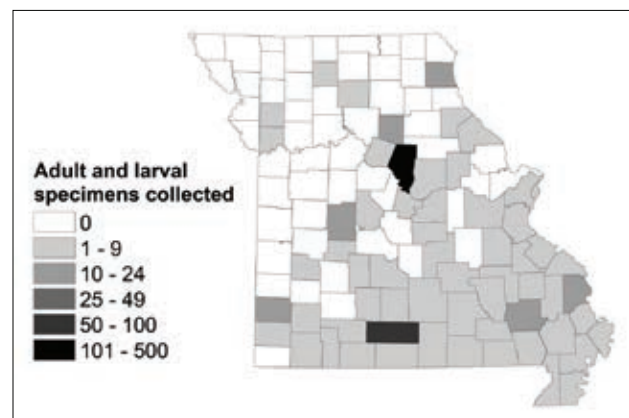 Adult and larval
specimens collected
0
1 - 9
10 - 24
25 - 49
50 - 100
101 - 500